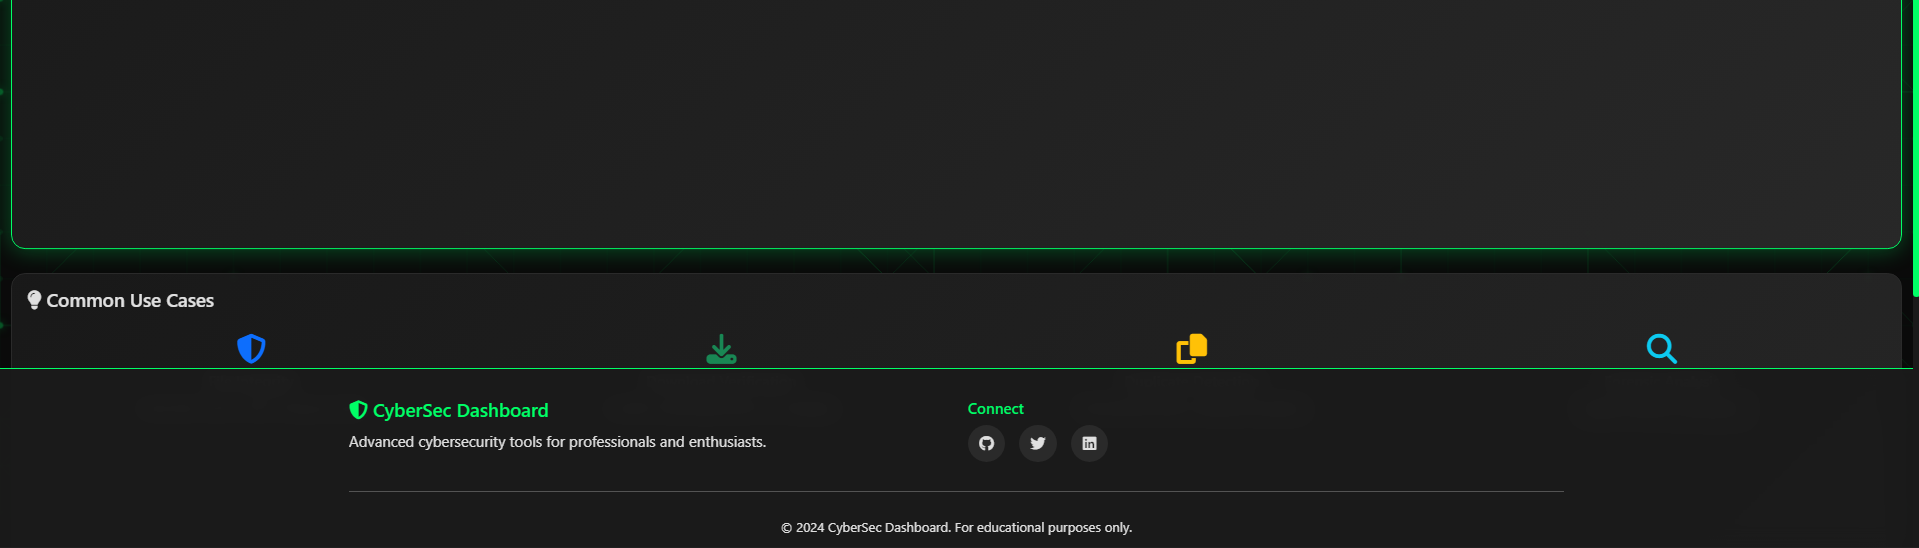 Common Use Cases
CyberSec Dashboard
Advanced cybersecurity tools for professionals and enthusiasts.
Connect
© 2024 CyberSec Dashboard. For educational purposes only.